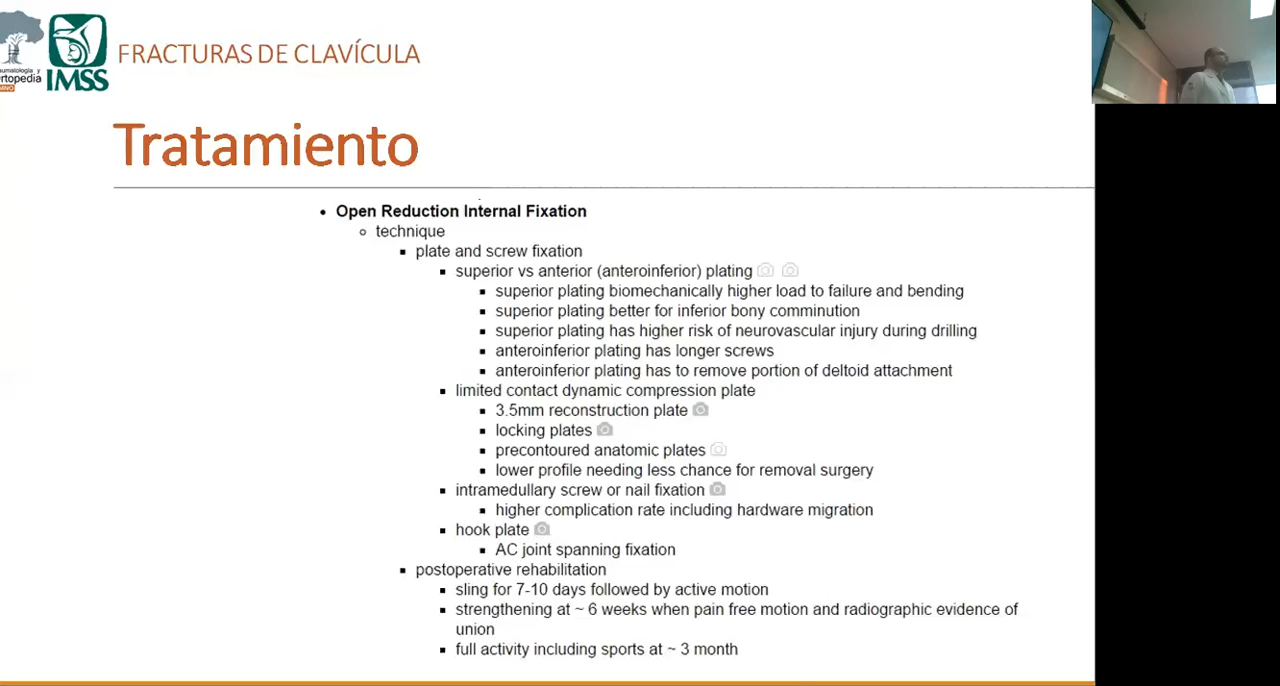 FRACTURAS DE CLAVÍCULA
IMSS
Tratamiento
• Open Reduction Internal Fixation
technique
plate and screw fixation
superior vs anterior (anteroinferior) plating
superior plating biomechanically higher load to failure and bending
superior plating better for inferior bony comminution
superior plating has higher risk of neurovascular injury during drilling
anteroinferior plating has longer screws
anteroinferior plating has to remove portion of deltoid attachment
limited contact dynamic compression plate
3.5mm reconstruction plate
locking plates
precontoured anatomic plates
lower profile needing less chance for removal surgery
intramedullary screw or nail fixation
higher complication rate including hardware migration
hook plate
AC joint spanning fixation
postoperative rehabilitation
sling for 7-10 days followed by active motion
strengthening at ~ 6 weeks when pain free motion and radiographic evidence of
union
full activity including sports at ~ 3 month